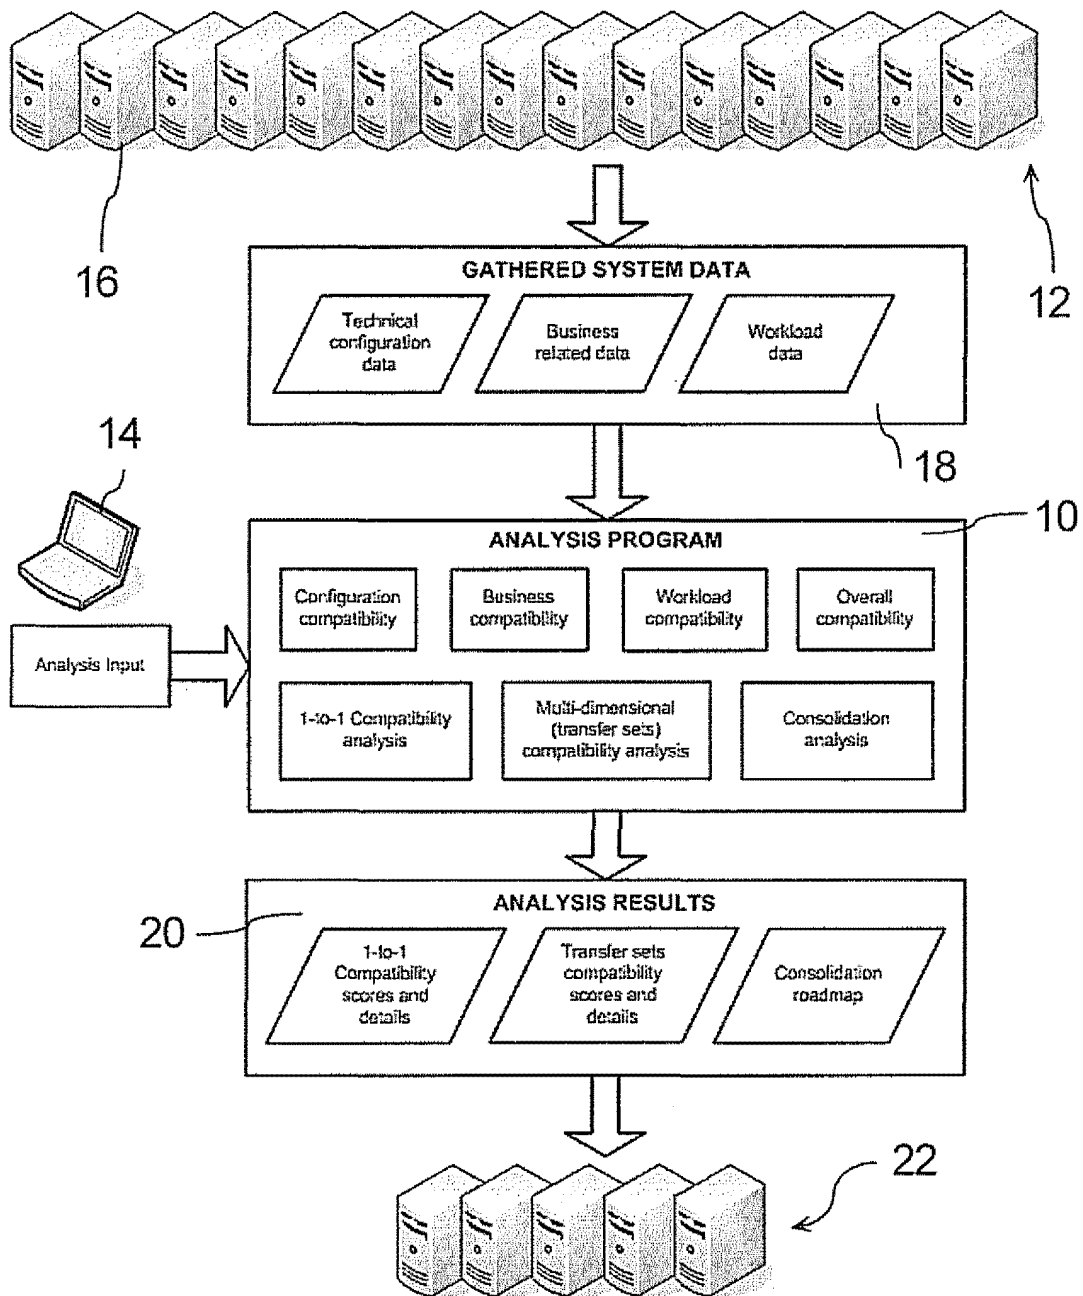 16
12
GATHERED SYSTEM DATA
Technical
configuration
data
Business
related data
Workload
data
18
14
10
ANALYSIS PROGRAM
Configuration
compatibility
Business
compatibility
Workload
compatibility
Overall
compatibility
Analysis Input
1-to-1 Compatibility
analysis
Multi-dimensional
(transfer sets)
compatibility analysis
Consolidation
analysis
20
ANALYSIS RESULTS
1-to-1
Compatibility
scores and
details
Transfer sets
compatibility
scores and
details
Consolidation
roadmap
22